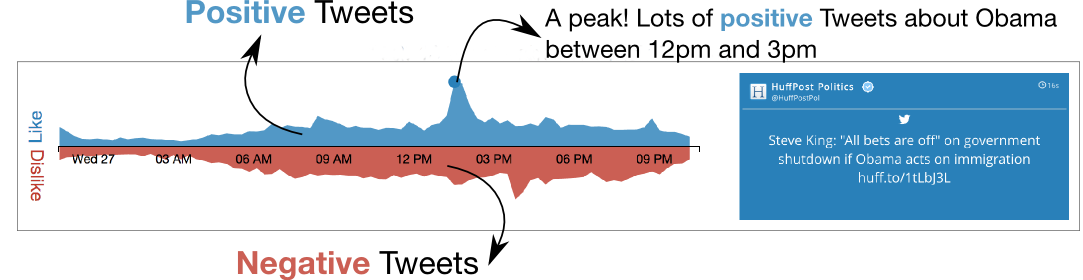 Positive Tweets
A peak! Lots of positive Tweets about Obama
between 12pm and 3pm
Like
Dislike
Wed 27
03 AM
06 AM
09 AM
12 PM
03 PM
06 PM
09 PM
H HuffPost Politics
@HuffPostPol
16s
Steve King: "All bets are off" on government
shutdown if Obama acts on immigration
huff.to/1tLbJ3L
Negative Tweets